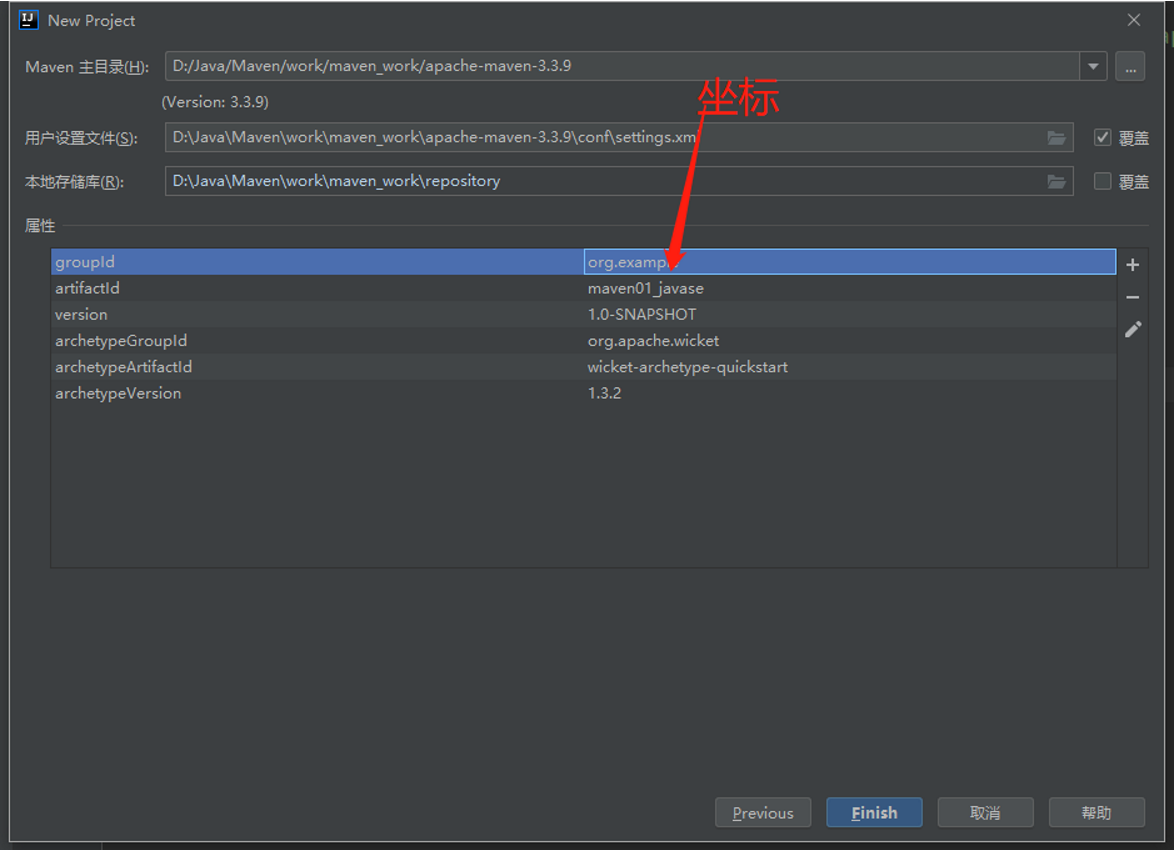 New Project
Maven 主目录(H): D:/Java/Maven/work/maven_work/apache-maven-3.3.9 ...
(Version: 3.3.9)
坐标
用户设置文件(S): D:\Java\Maven\work\maven_work\apache-maven-3.3.9\conf\settings.xml 覆盖
本地存储库(R): D:\Java\Maven\work\maven_work\repository 覆盖
属性
groupId org.example
artifactId maven01_javase
version 1.0-SNAPSHOT
archetypeGroupId org.apache.wicket
archetypeArtifactId wicket-archetype-quickstart
archetypeVersion 1.3.2
Previous Finish 取消 帮助